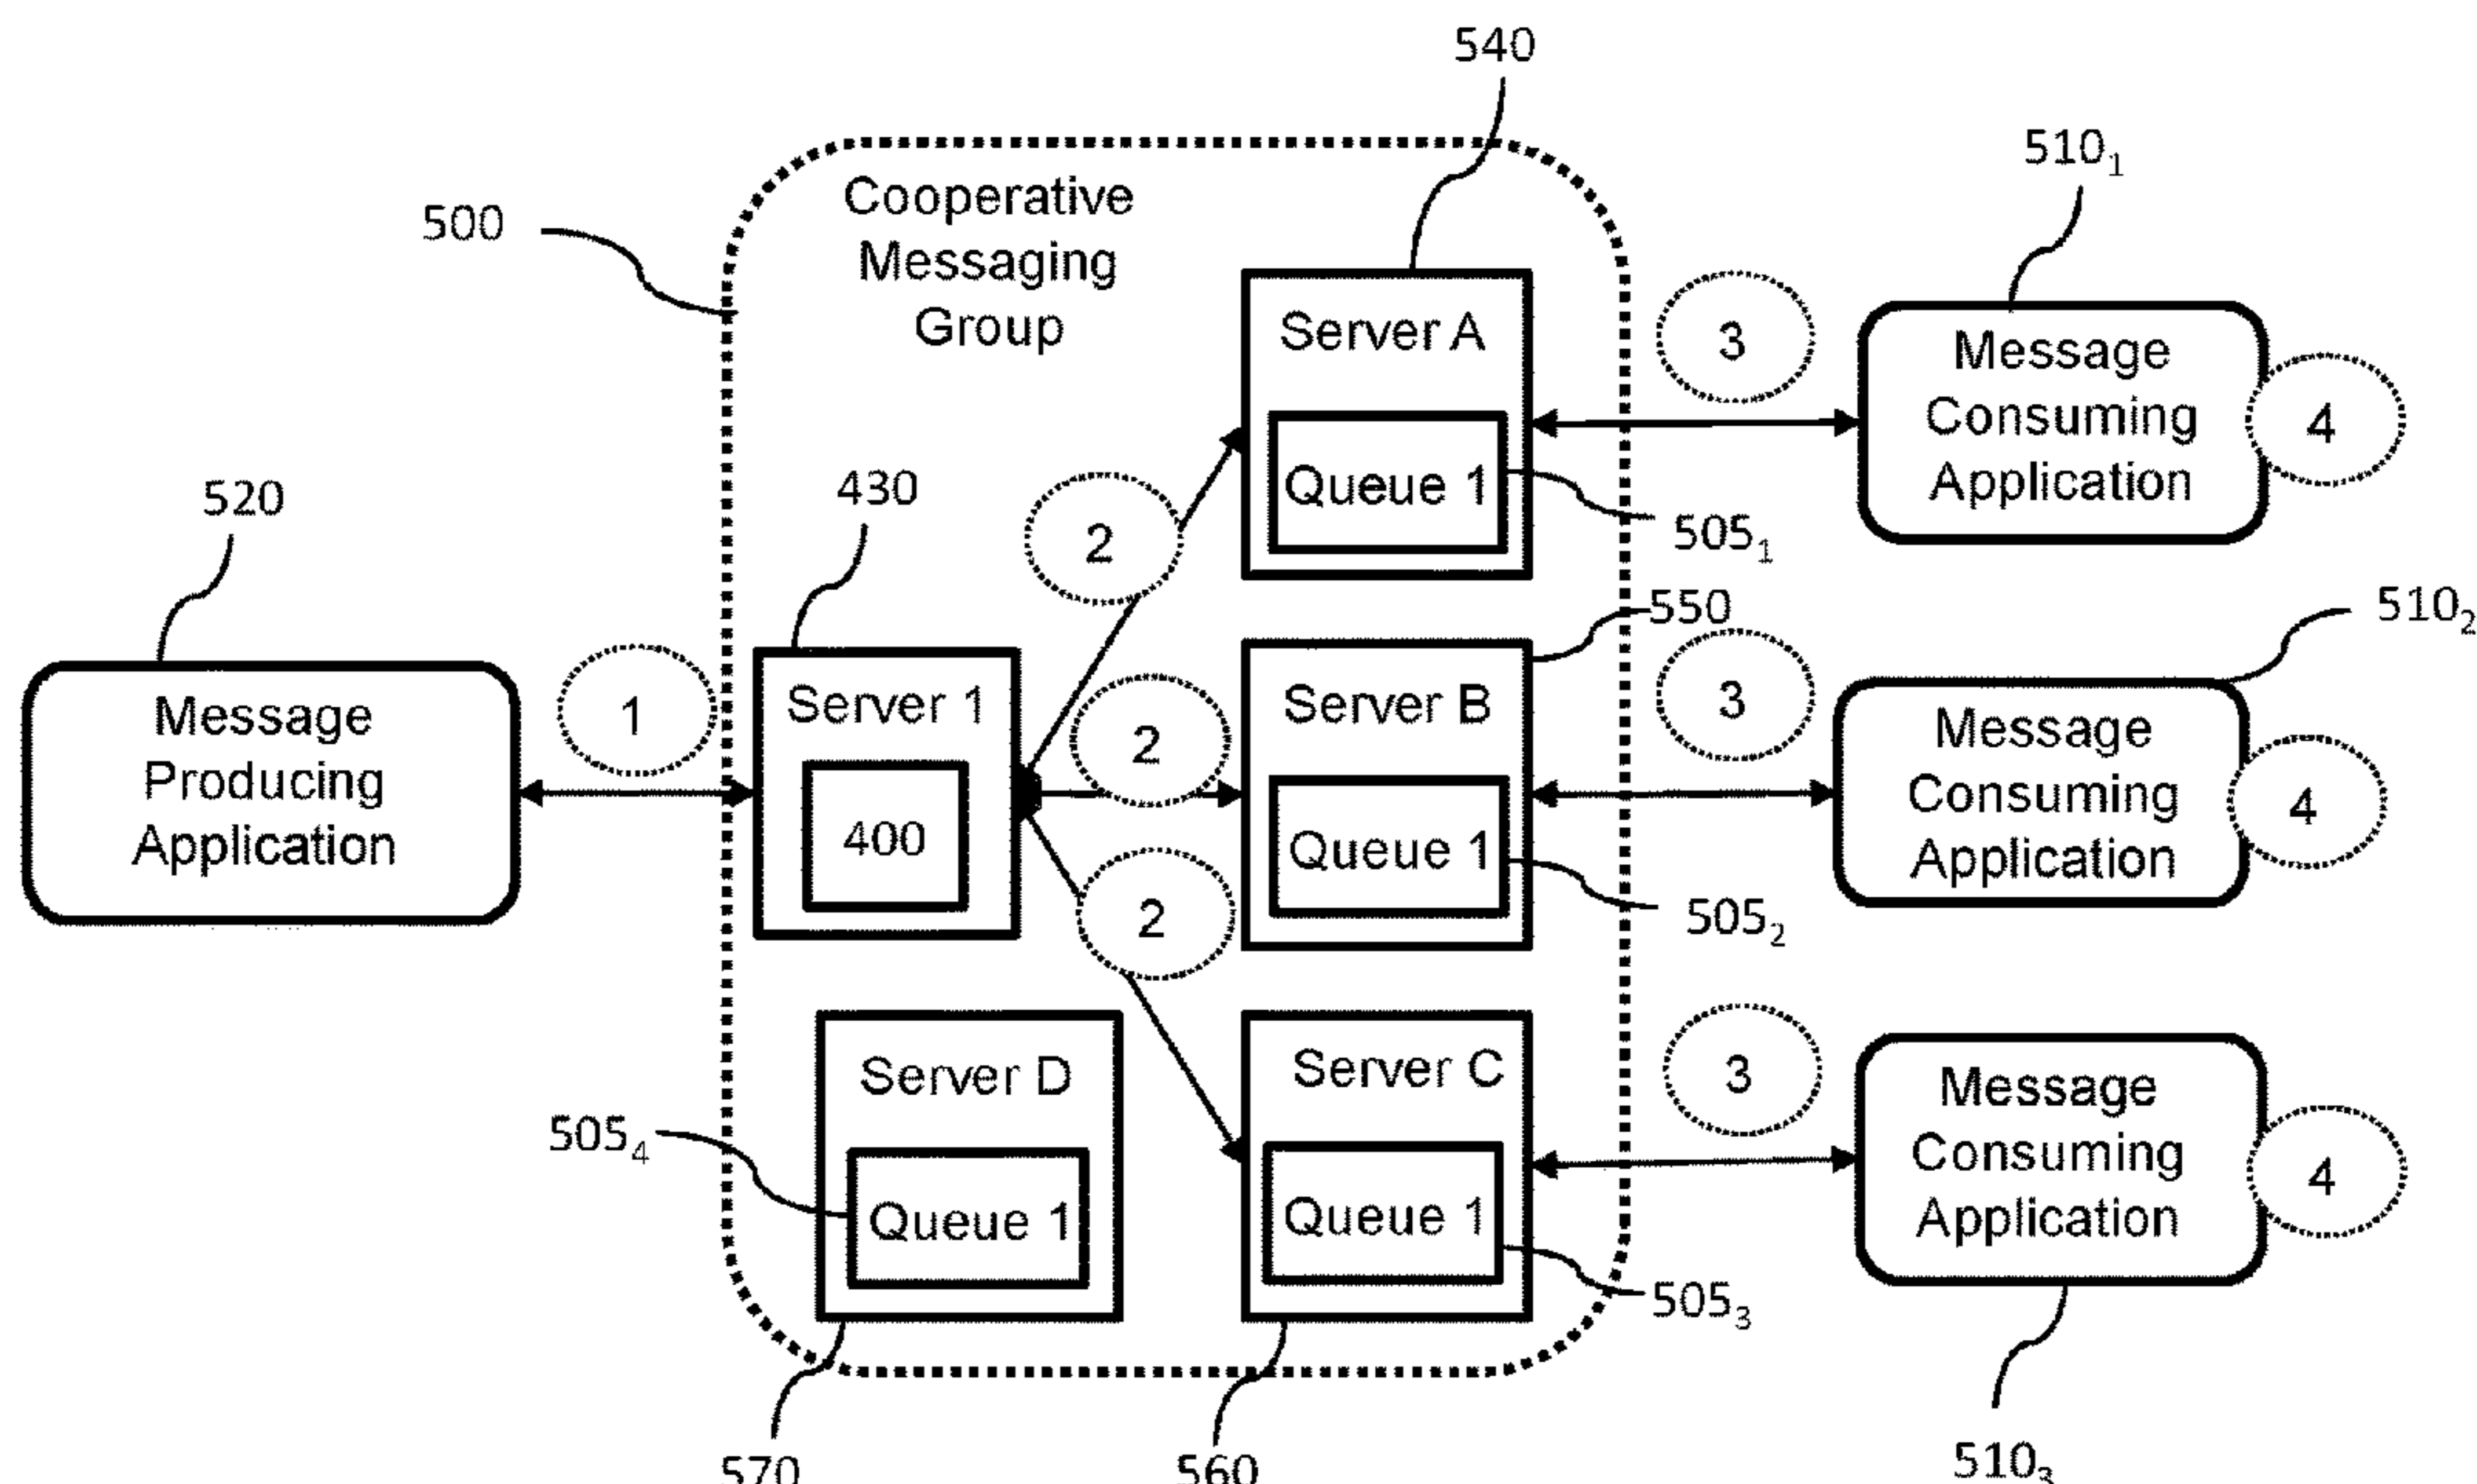 540
510₁
500
Cooperative
Messaging
Group
Server A
3
Message
Consuming
Application
4
Queue 1
505₁
520
430
2
550
510₂
Message
Producing
Application
1
Server 1
400
2
Server B
3
Message
Consuming
Application
4
Queue 1
505₂
2
Server D
Server C
3
Message
Consuming
Application
4
505₄
Queue 1
Queue 1
505₃
570
560
510₃